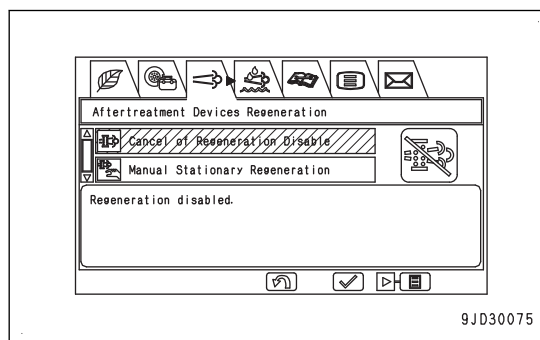 Aftertreatment Devices Regeneration
Cancel of Regeneration Disable
Manual Stationary Regeneration
Regeneration disabled.
9JD30075